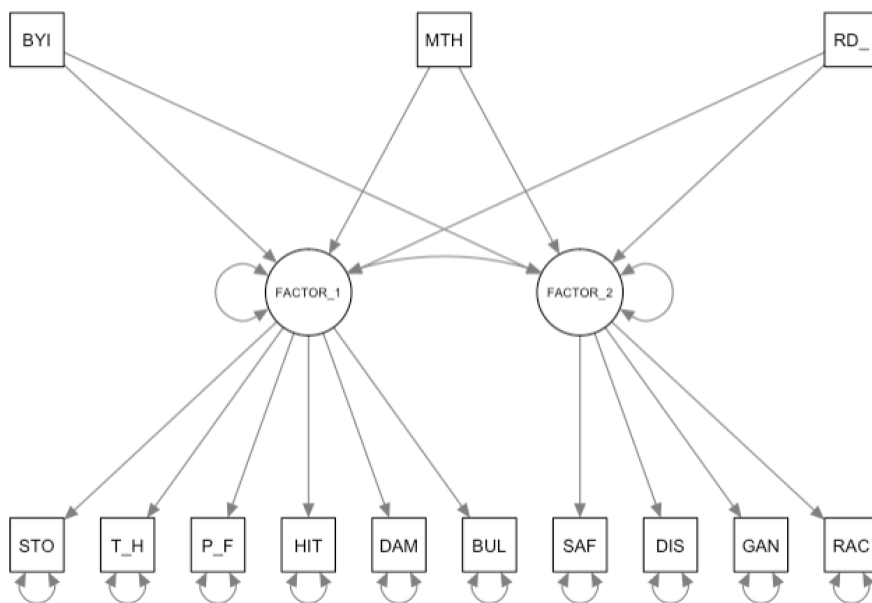 BYI MTH RD_
FACTOR_1 FACTOR_2
STO T_H P_F HIT DAM BUL SAF DIS GAN RAC